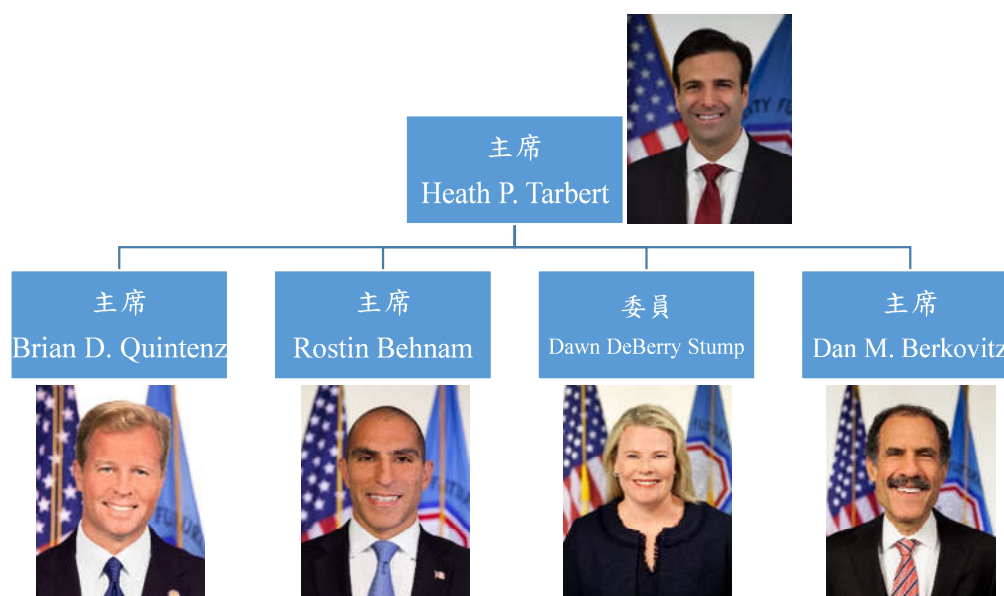 主席
Heath P. Tarbert
主席
Brian D. Quintenz
主席
Rostin Behnam
委員
Dawn DeBerry Stump
主席
Dan M. Berkovitz